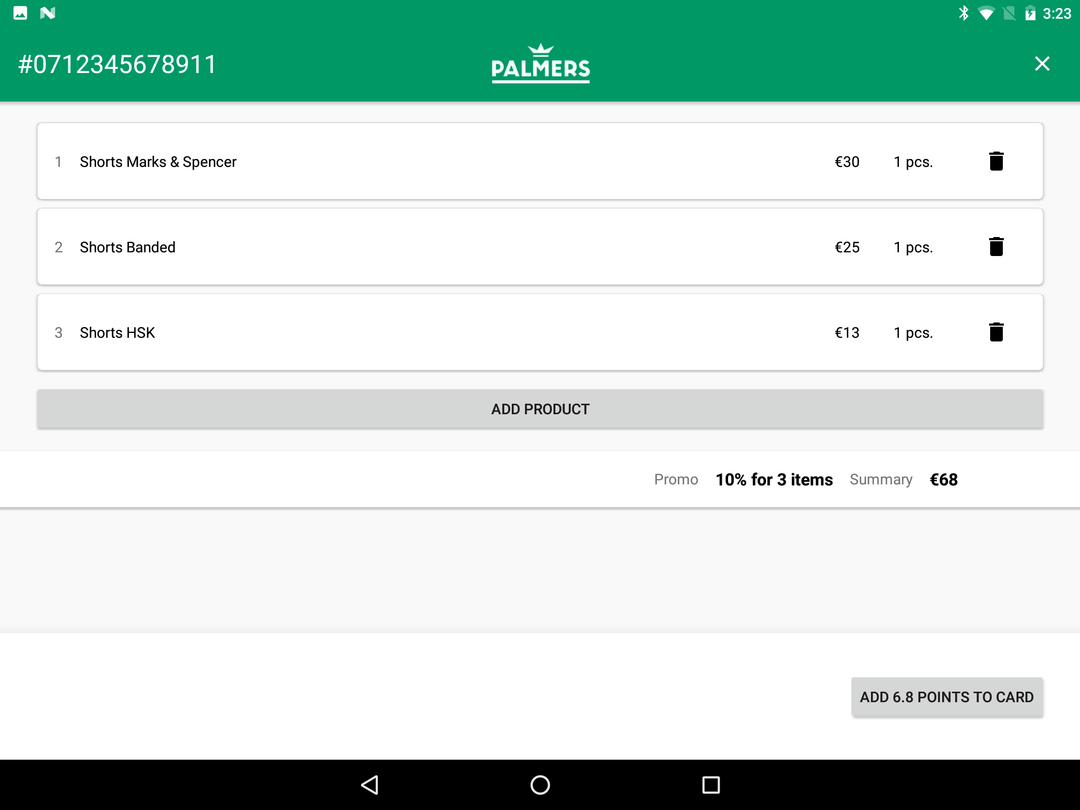 3:23
#0712345678911
PALMERS
1 Shorts Marks & Spencer €30 1 pcs.
2 Shorts Banded €25 1 pcs.
3 Shorts HSK €13 1 pcs.
ADD PRODUCT
Promo 10% for 3 items Summary €68
ADD 6.8 POINTS TO CARD